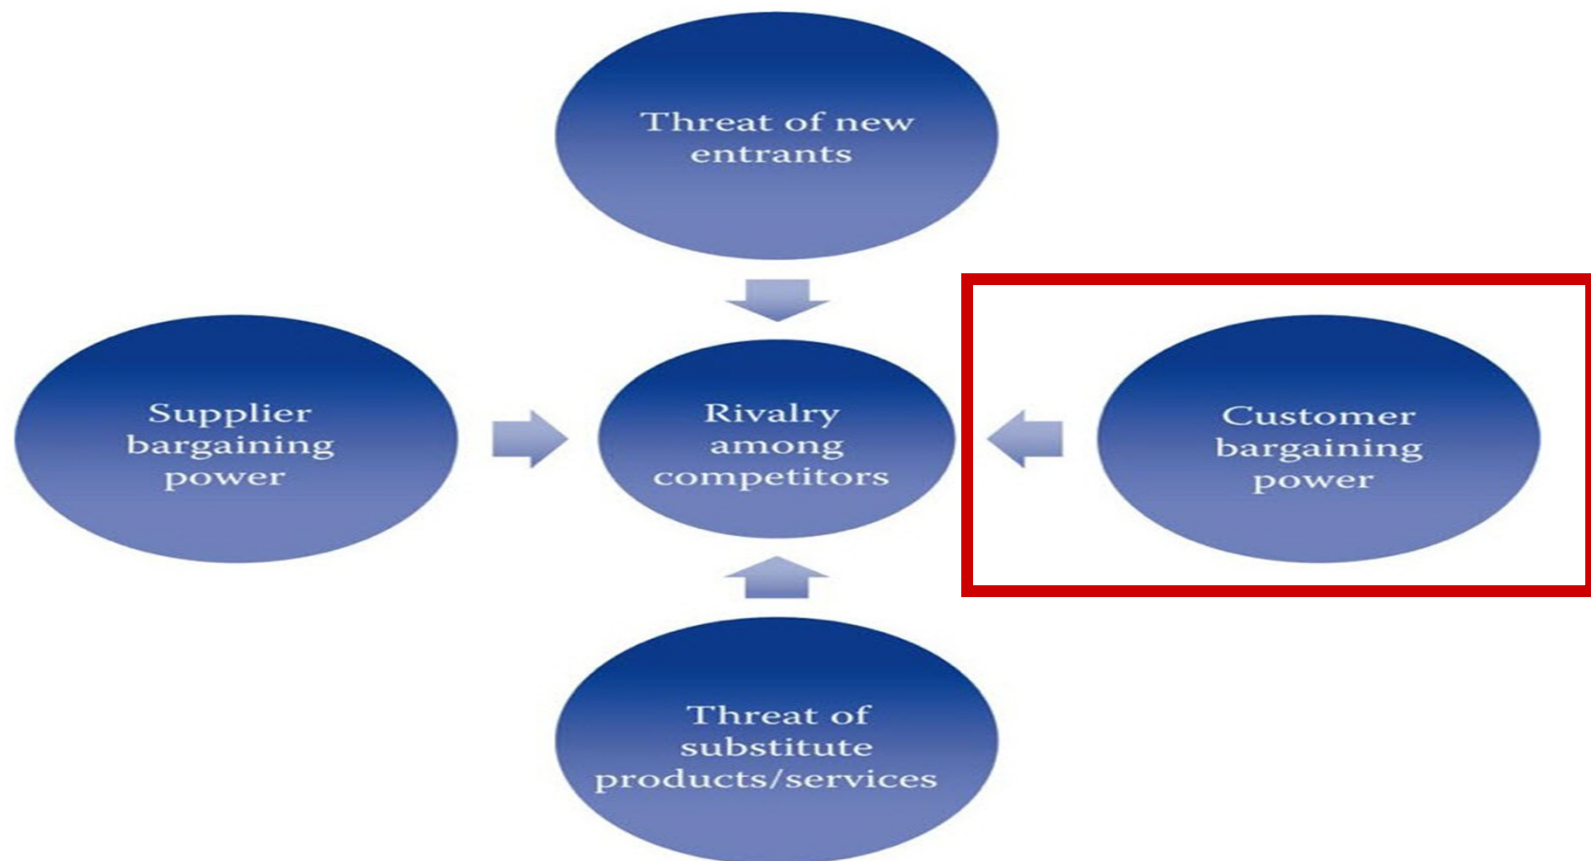 Threat of new
entrants
Supplier
bargaining
power
Rivalry
among
competitors
Customer
bargaining
power
Threat of
substitute
products/services